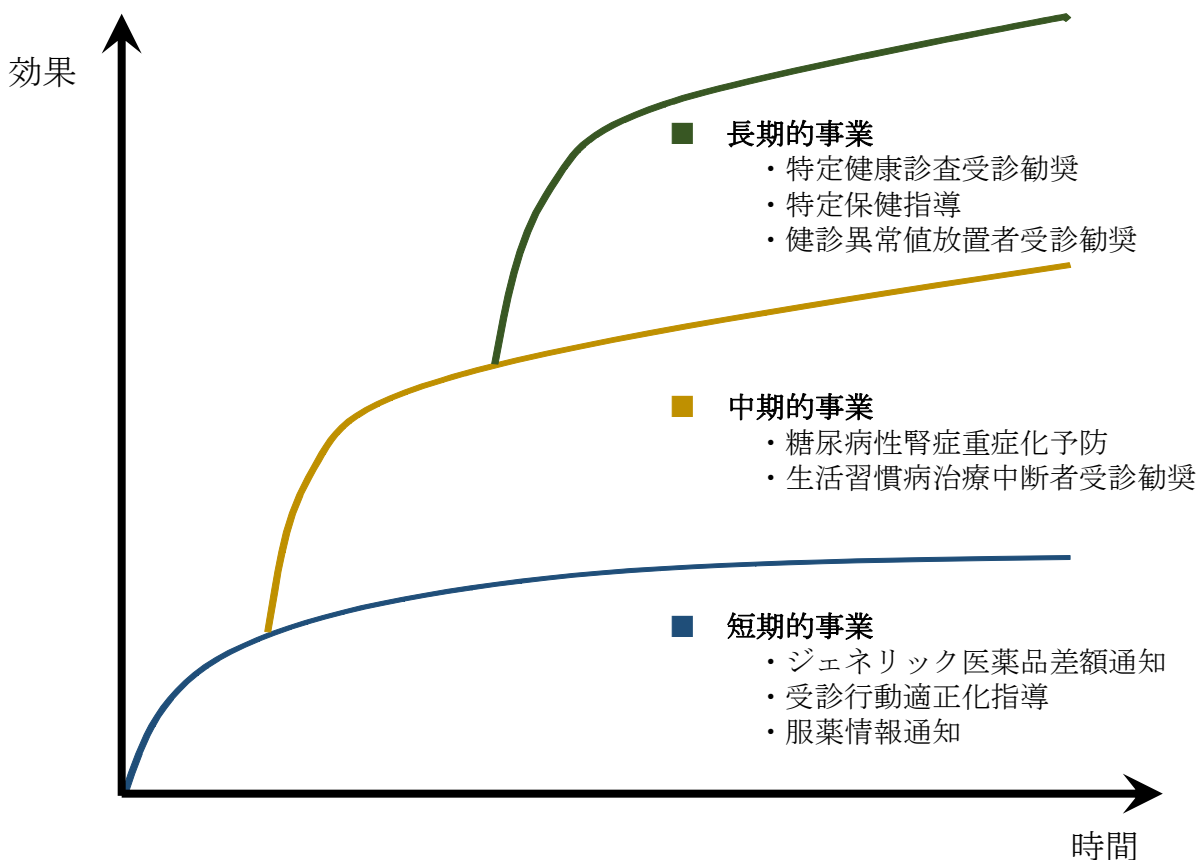 効果
■ 長期的事業
・特定健康診査受診勧奨
・特定保健指導
・健診異常値放置者受診勧奨
■ 中期的事業
・糖尿病性腎症重症化予防
・生活習慣病治療中断者受診勧奨
■ 短期的事業
・ジェネリック医薬品差額通知
・受診行動適正化指導
・服薬情報通知
時間